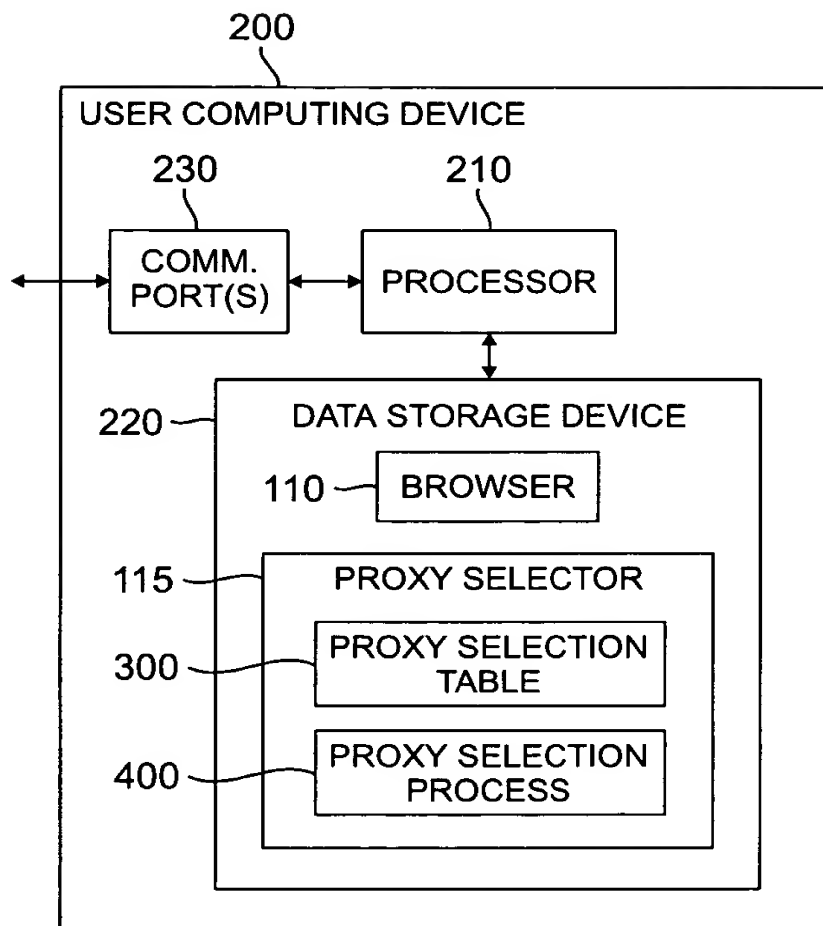 200
USER COMPUTING DEVICE
230
210
COMM.
PORT(S)
PROCESSOR
220
DATA STORAGE DEVICE
110
BROWSER
115
PROXY SELECTOR
300
PROXY SELECTION
TABLE
400
PROXY SELECTION
PROCESS